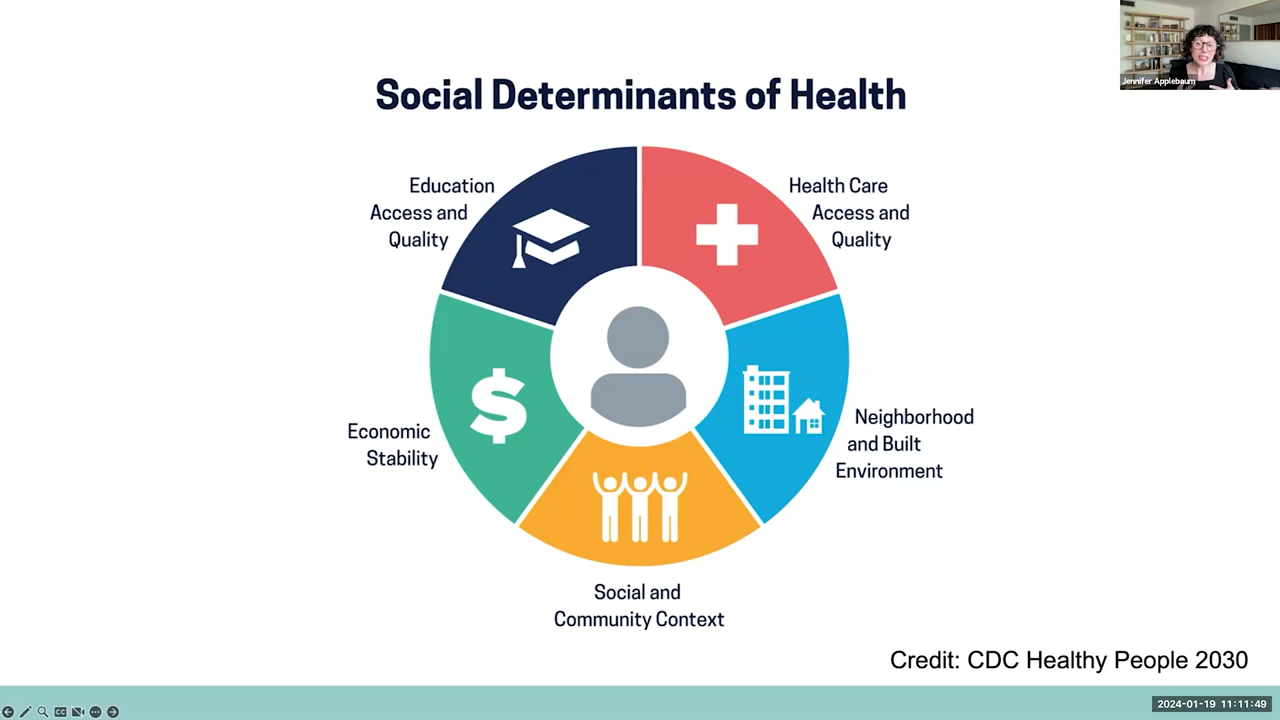 Jennifer Applebaum
Social Determinants of Health
Education
Access and
Quality
Health Care
Access and
Quality
Economic
Stability
Neighborhood
and Built
Environment
Social and
Community Context
Credit: CDC Healthy People 2030
2024-01-19 11:11:49